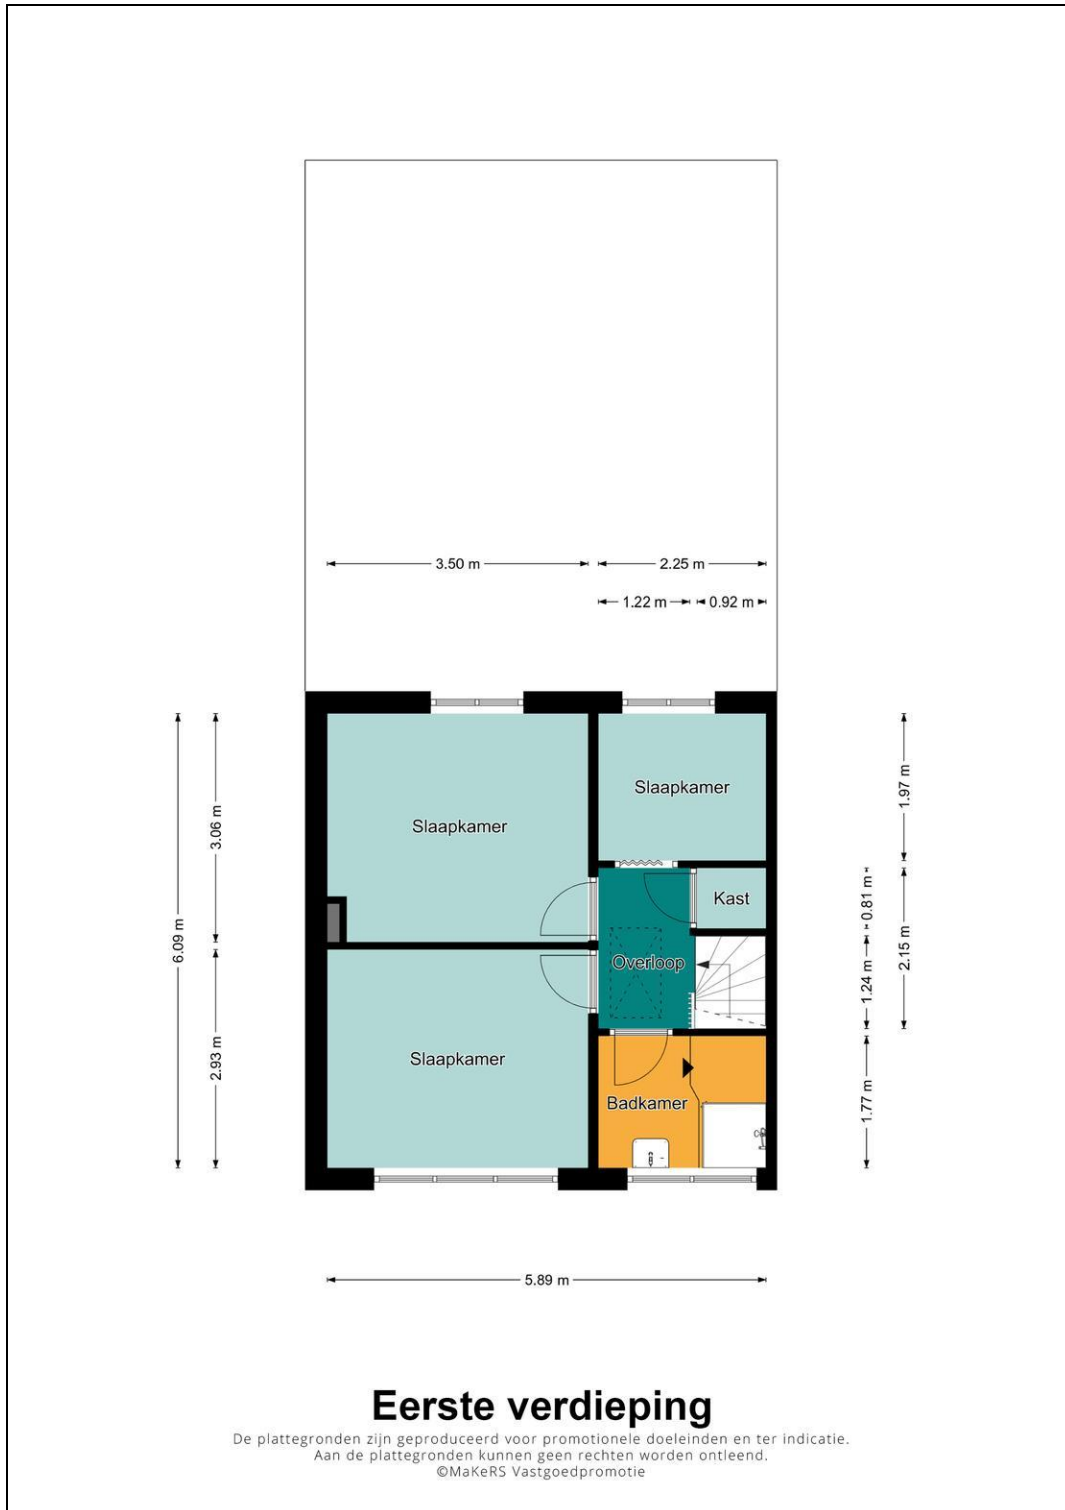 3.50 m
2.25 m
1.22 m
0.92 m
6.09 m
3.06 m
2.93 m
1.97 m
0.81 m
2.15 m
1.24 m
1.77 m
Slaapkamer
Slaapkamer
Kast
Overloop
Slaapkamer
Badkamer
5.89 m
Eerste verdieping
De plattegronden zijn geproduceerd voor promotionele doeleinden en ter indicatie.
Aan de plattegronden kunnen geen rechten worden ontleend.
©MaKeRS Vastgoedpromotie